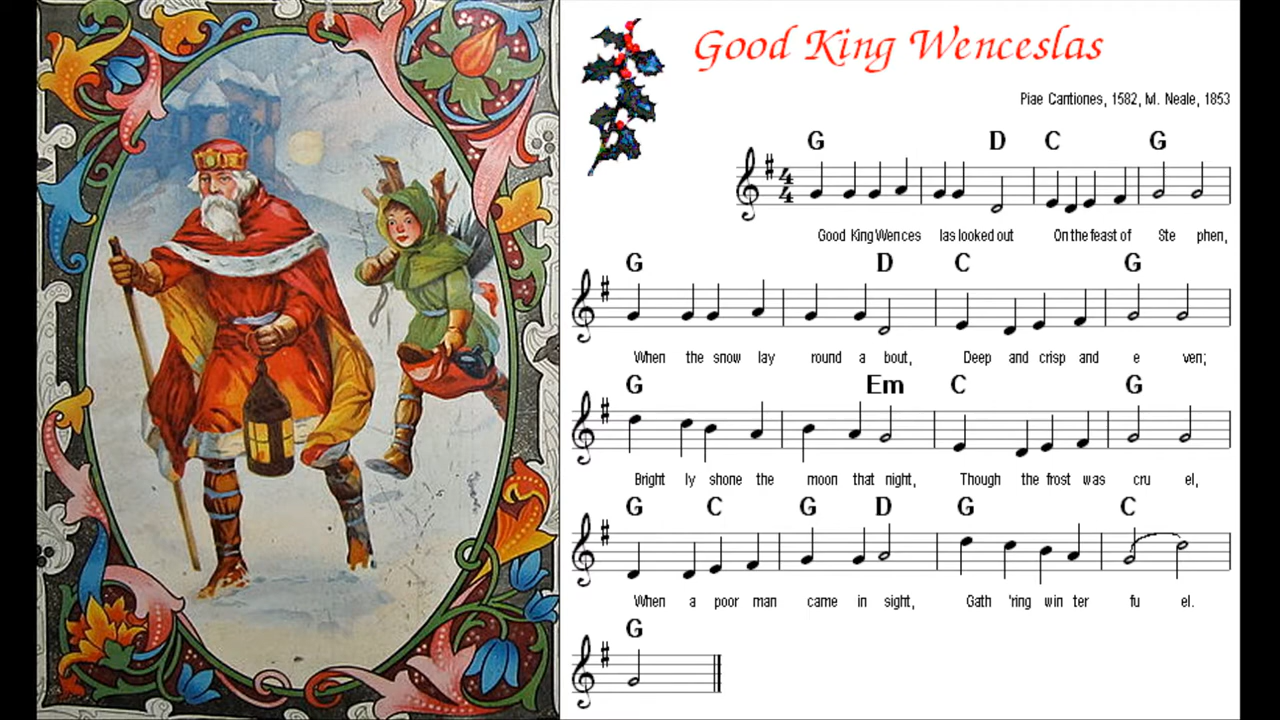 Good King Wenceslas
Piae Cantiones, 1582, M. Neale, 1853
G D C G
4
4
Good King Wences las looked out On the feast of Ste phen,
G D C G
When the snow lay round a bout, Deep and crisp and e ven;
G Em C G
Bright ly shone the moon that night, Though the frost was cru el,
G C G D G C
When a poor man came in sight, Gath 'ring win ter fu el.
G